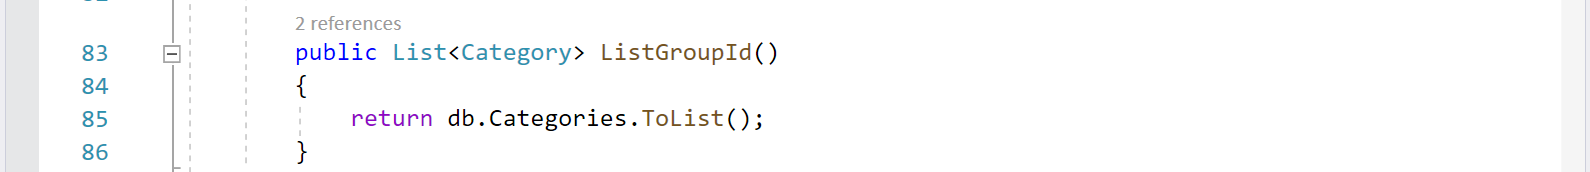 2 references
83 public List<Category> ListGroupId()
84 {
85 return db.Categories.ToList();
86 }